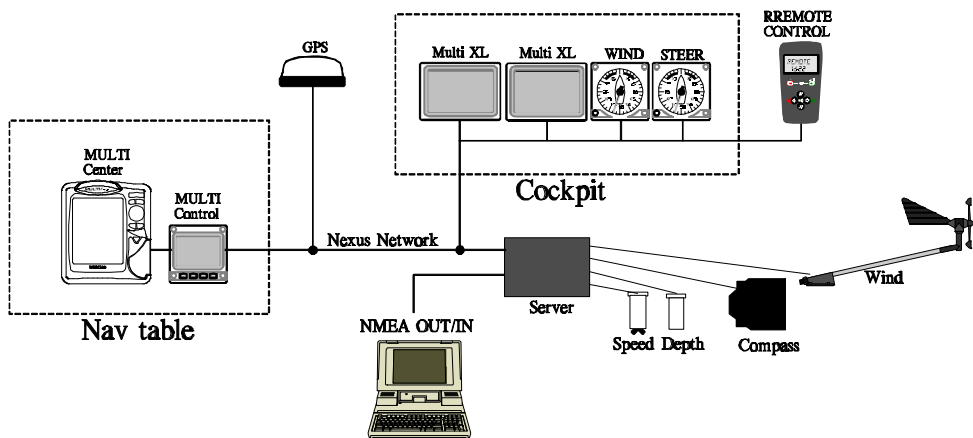 RREMOTE
CONTROL
GPS
Multi XL
Multi XL
WIND
STEER
REMOTE
Cockpit
MULTI
Center
MULTI
Control
Nav table
Nexus Network
Server
Wind
NMEA OUT/IN
Speed
Depth
Compass